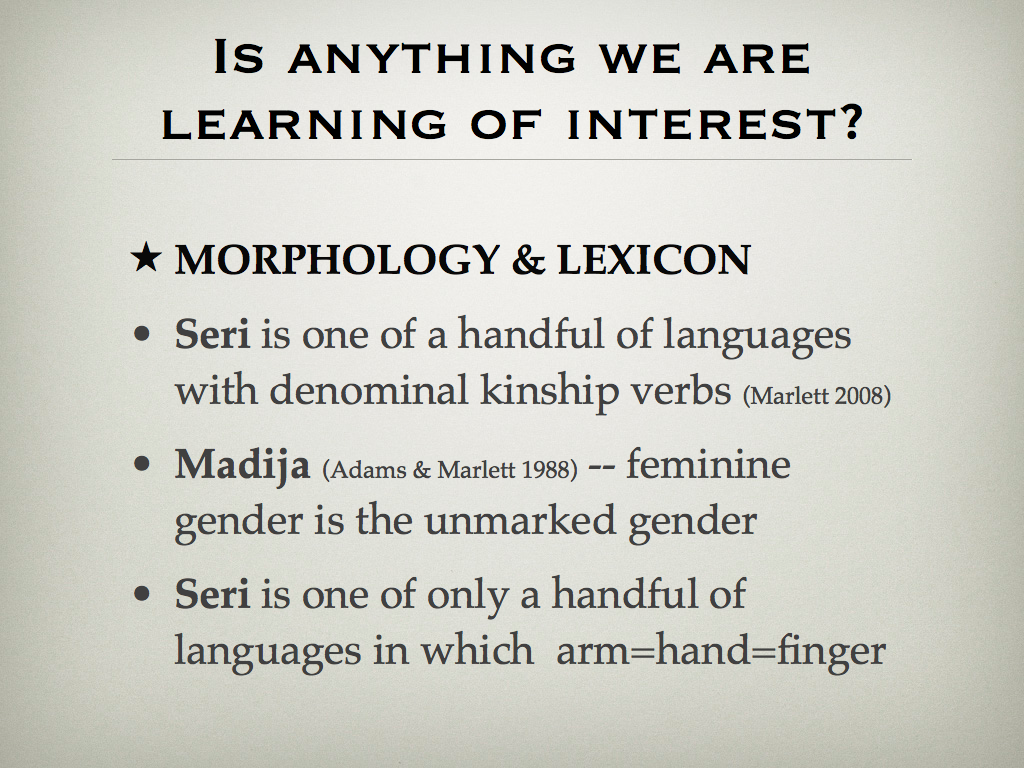 Is anything we are
learning of interest?
★ MORPHOLOGY & LEXICON
• Seri is one of a handful of languages
with denominal kinship verbs (Marlett 2008)
• Madija (Adams & Marlett 1988) -- feminine
gender is the unmarked gender
• Seri is one of only a handful of
languages in which arm=hand=finger